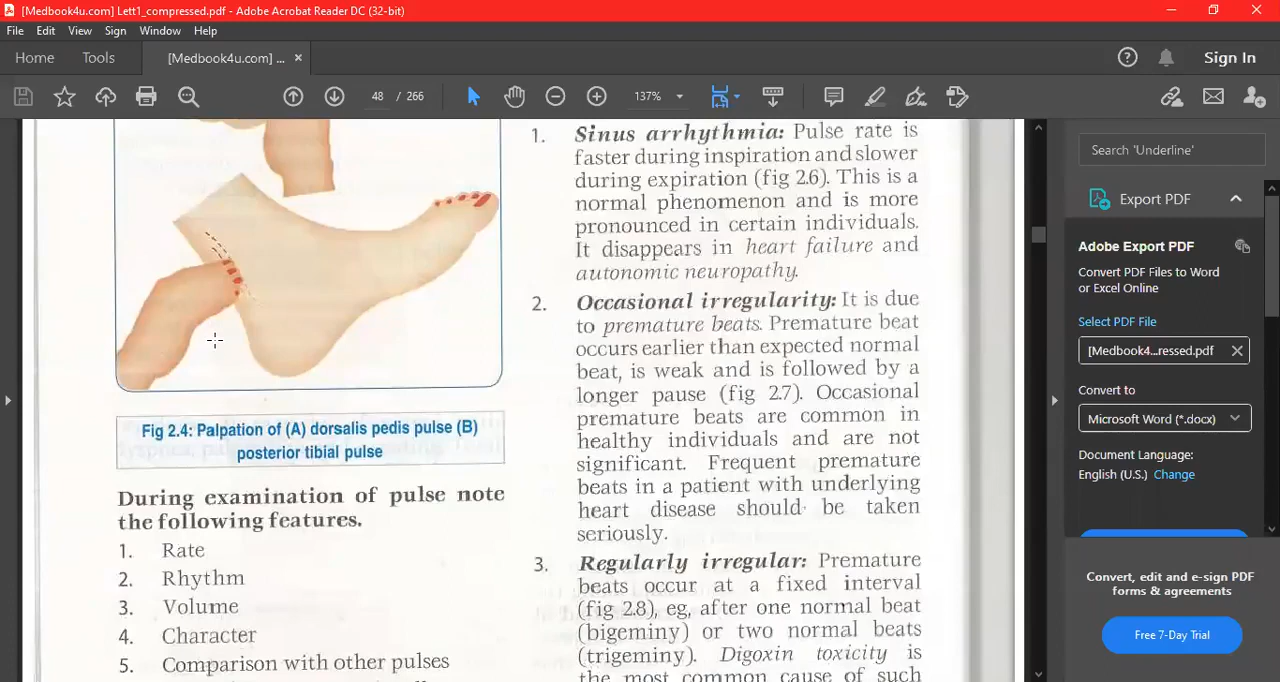 [Medbook4u.com] Lett1_compressed.pdf - Adobe Acrobat Reader DC (32-bit)
File Edit View Sign Window Help
Home Tools [Medbook4u.com] ... × Sign In
48 / 266 137%
Fig 2.4: Palpation of (A) dorsalis pedis pulse (B)
posterior tibial pulse
During examination of pulse note
the following features.
1. Rate
2. Rhythm
3. Volume
4. Character
5. Comparison with other pulses
1. Sinus arrhythmia: Pulse rate is
faster during inspiration and slower
during expiration (fig 2.6). This is a
normal phenomenon and is more
pronounced in certain individuals.
It disappears in heart failure and
autonomic neuropathy.
2. Occasional irregularity: It is due
to premature beats. Premature beat
occurs earlier than expected normal
beat, is weak and is followed by a
longer pause (fig 2.7). Occasional
premature beats are common in
healthy individuals and are not
significant. Frequent premature
beats in a patient with underlying
heart disease should be taken
seriously.
3. Regularly irregular: Premature
beats occur at a fixed interval
(fig 2.8), eg, after one normal beat
(bigeminy) or two normal beats
(trigeminy). Digoxin toxicity is
the most common cause of such
Search 'Underline'
Export PDF
Adobe Export PDF
Convert PDF Files to Word
or Excel Online
Select PDF File
[Medbook4...ressed.pdf
Convert to
Microsoft Word (*.docx)
Document Language:
English (U.S.) Change
Convert, edit and e-sign PDF
forms & agreements
Free 7-Day Trial